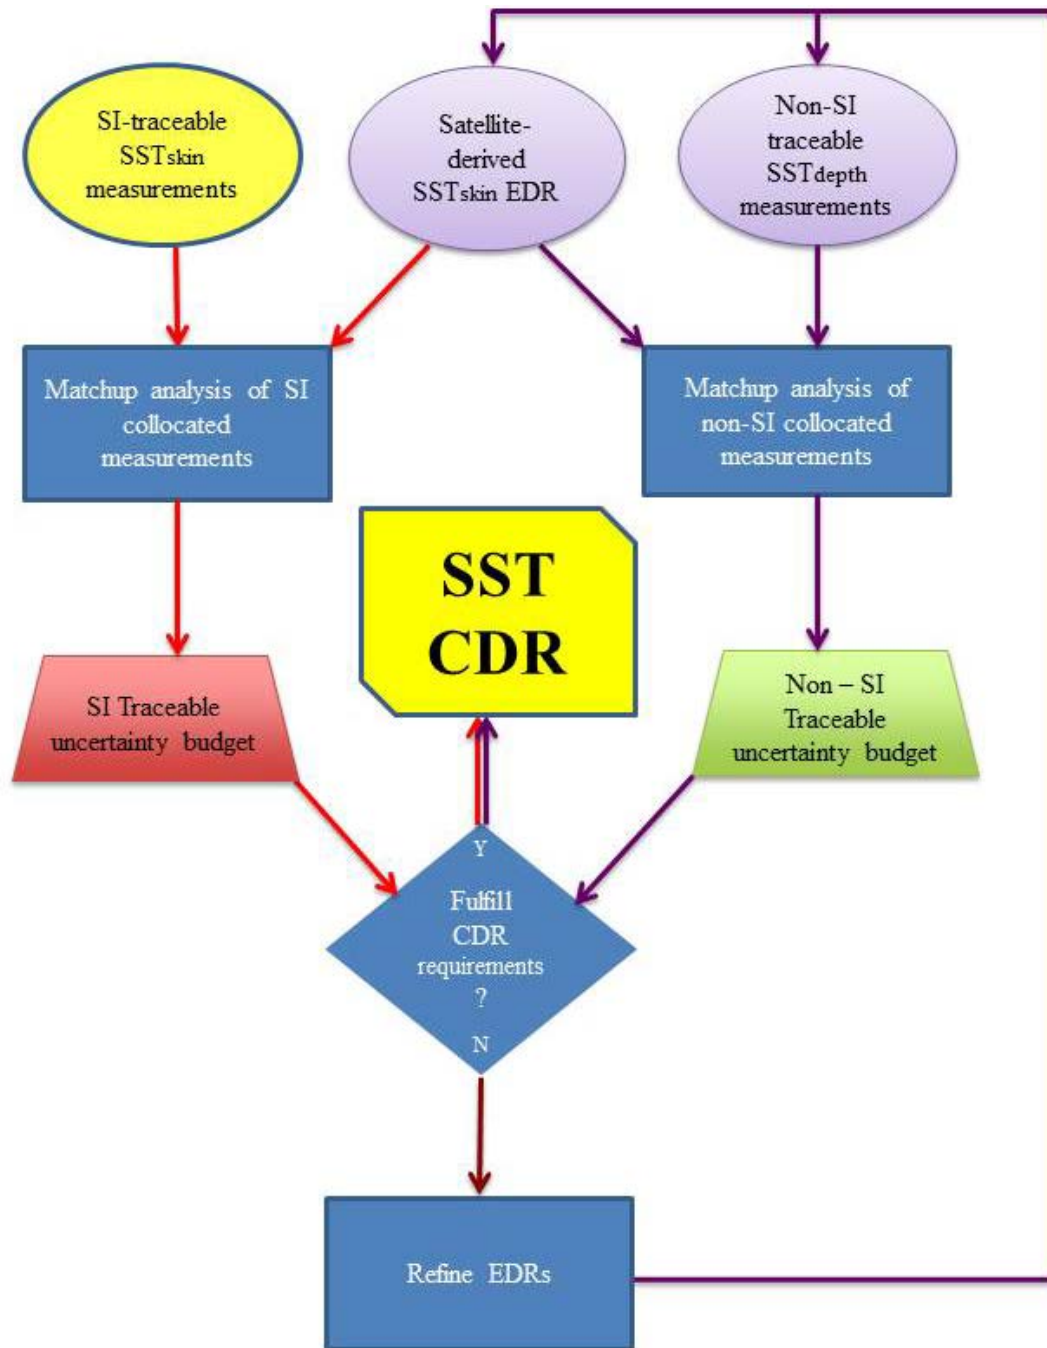 SI-traceable
SSTskin
measurements
Satellite-
derived
SSTskin EDR
Non-SI
traceable
SSTdepth
measurements
Matchup analysis of SI
collocated
measurements
Matchup analysis of
non-SI collocated
measurements
SST
CDR
SI Traceable
uncertainty budget
Non – SI
Traceable
uncertainty budget
Y
Fulfill
CDR
requirements
?
N
Refine EDRs